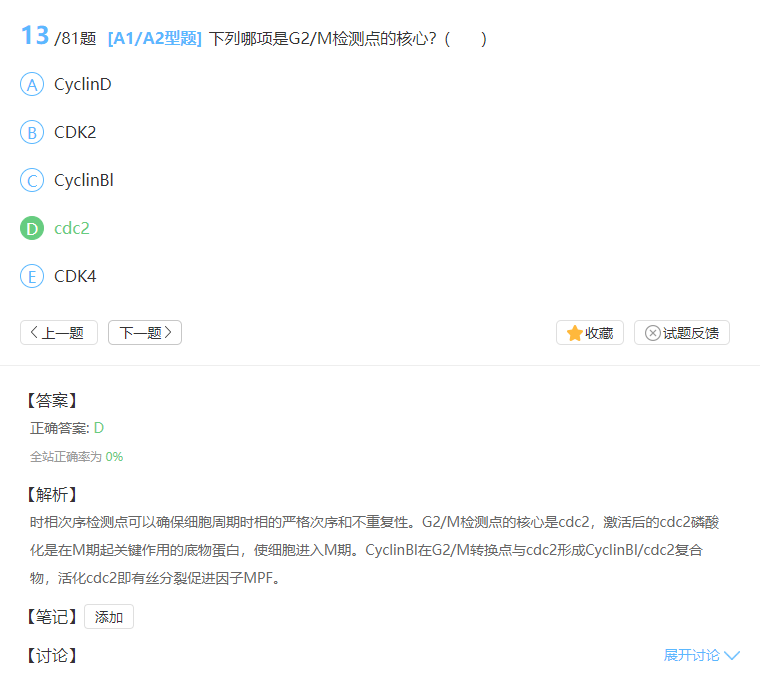 13 /81题 [A1/A2型题] 下列哪项是G2/M检测点的核心？（ ）
A CyclinD
B CDK2
C CyclinBl
D cdc2
E CDK4
上一题 下一题 收藏 试题反馈
【答案】
正确答案: D
全站正确率为 0%
【解析】
时相次序检测点可以确保细胞周期时相的严格次序和不重复性。G2/M检测点的核心是cdc2，激活后的cdc2磷酸
化是在M期起关键作用的底物蛋白，使细胞进入M期。CyclinBl在G2/M转换点与cdc2形成CyclinBl/cdc2复合
物，活化cdc2即有丝分裂促进因子MPF。
【笔记】 添加
【讨论】 展开讨论